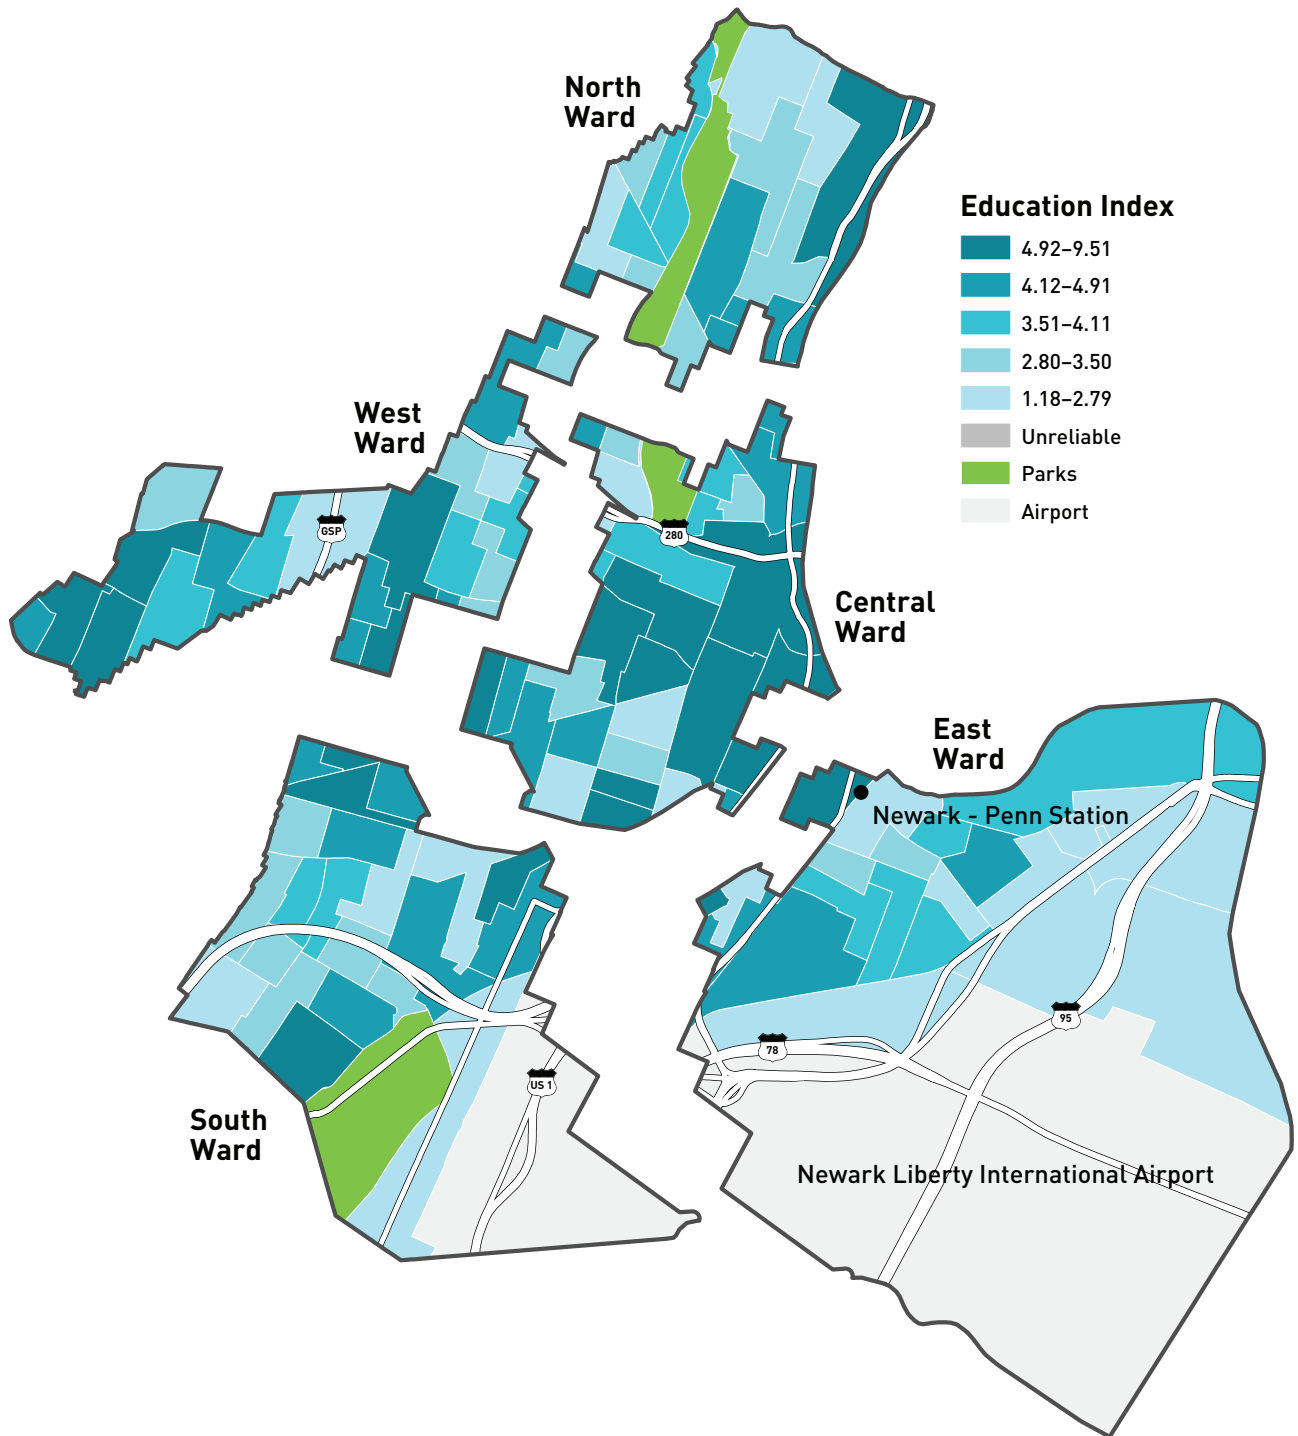 North
Ward
Education Index
4.92–9.51
4.12–4.91
3.51–4.11
2.80–3.50
1.18–2.79
Unreliable
Parks
Airport
West
Ward
GSP
280
Central
Ward
East
Ward
Newark - Penn Station
95
78
US 1
South
Ward
Newark Liberty International Airport